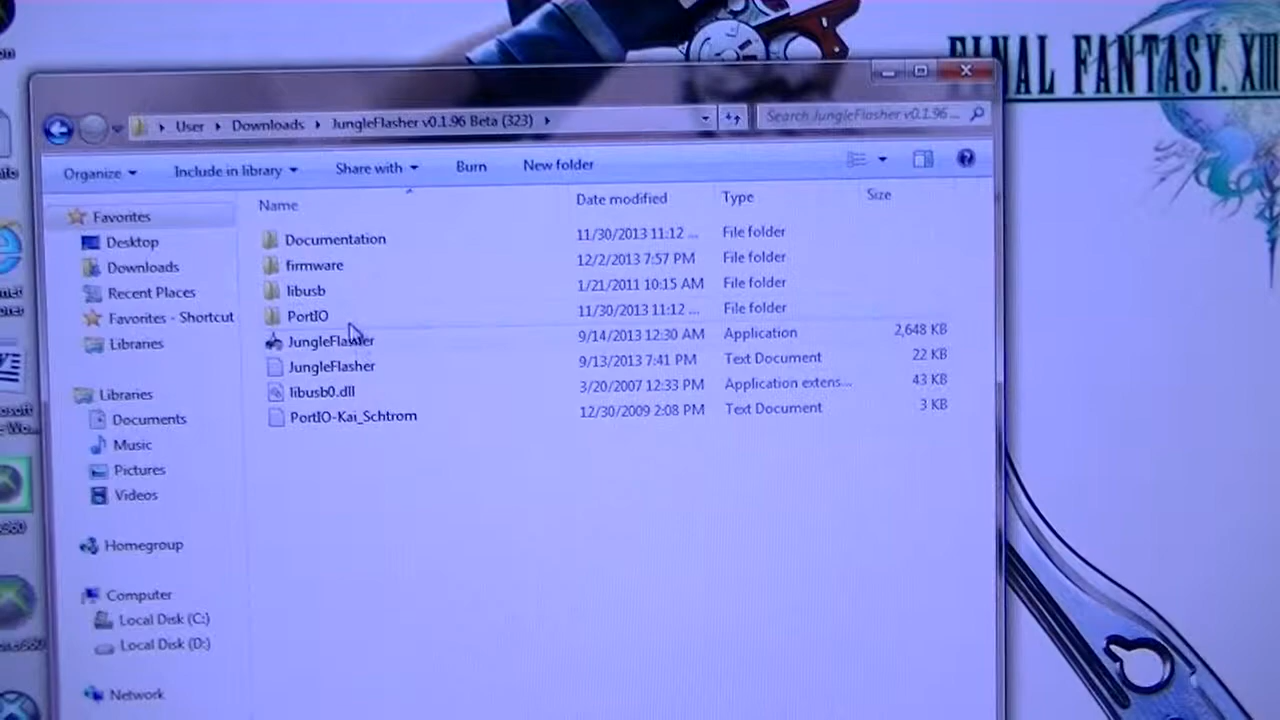 FINAL FANTASY XIII
User Downloads JungleFlasher v0.1.96 Beta (323)
Search JungleFlasher v0.1.96 ...
Organize Include in library Share with Burn New folder
Name Date modified Type Size
Favorites
Desktop
Downloads
Recent Places
Favorites - Shortcut
Libraries
Libraries
Documents
Music
Pictures
Videos
Homegroup
Computer
Local Disk (C:)
Local Disk (D:)
Network
Documentation 11/30/2013 11:12 ... File folder
firmware 12/2/2013 7:57 PM File folder
libusb 1/21/2011 10:15 AM File folder
PortIO 11/30/2013 11:12 ... File folder
JungleFlasher 9/14/2013 12:30 AM Application 2,648 KB
JungleFlasher 9/13/2013 7:41 PM Text Document 22 KB
libusb0.dll 3/20/2007 12:33 PM Application extens... 43 KB
PortIO-Kai_Schtrom 12/30/2009 2:08 PM Text Document 3 KB